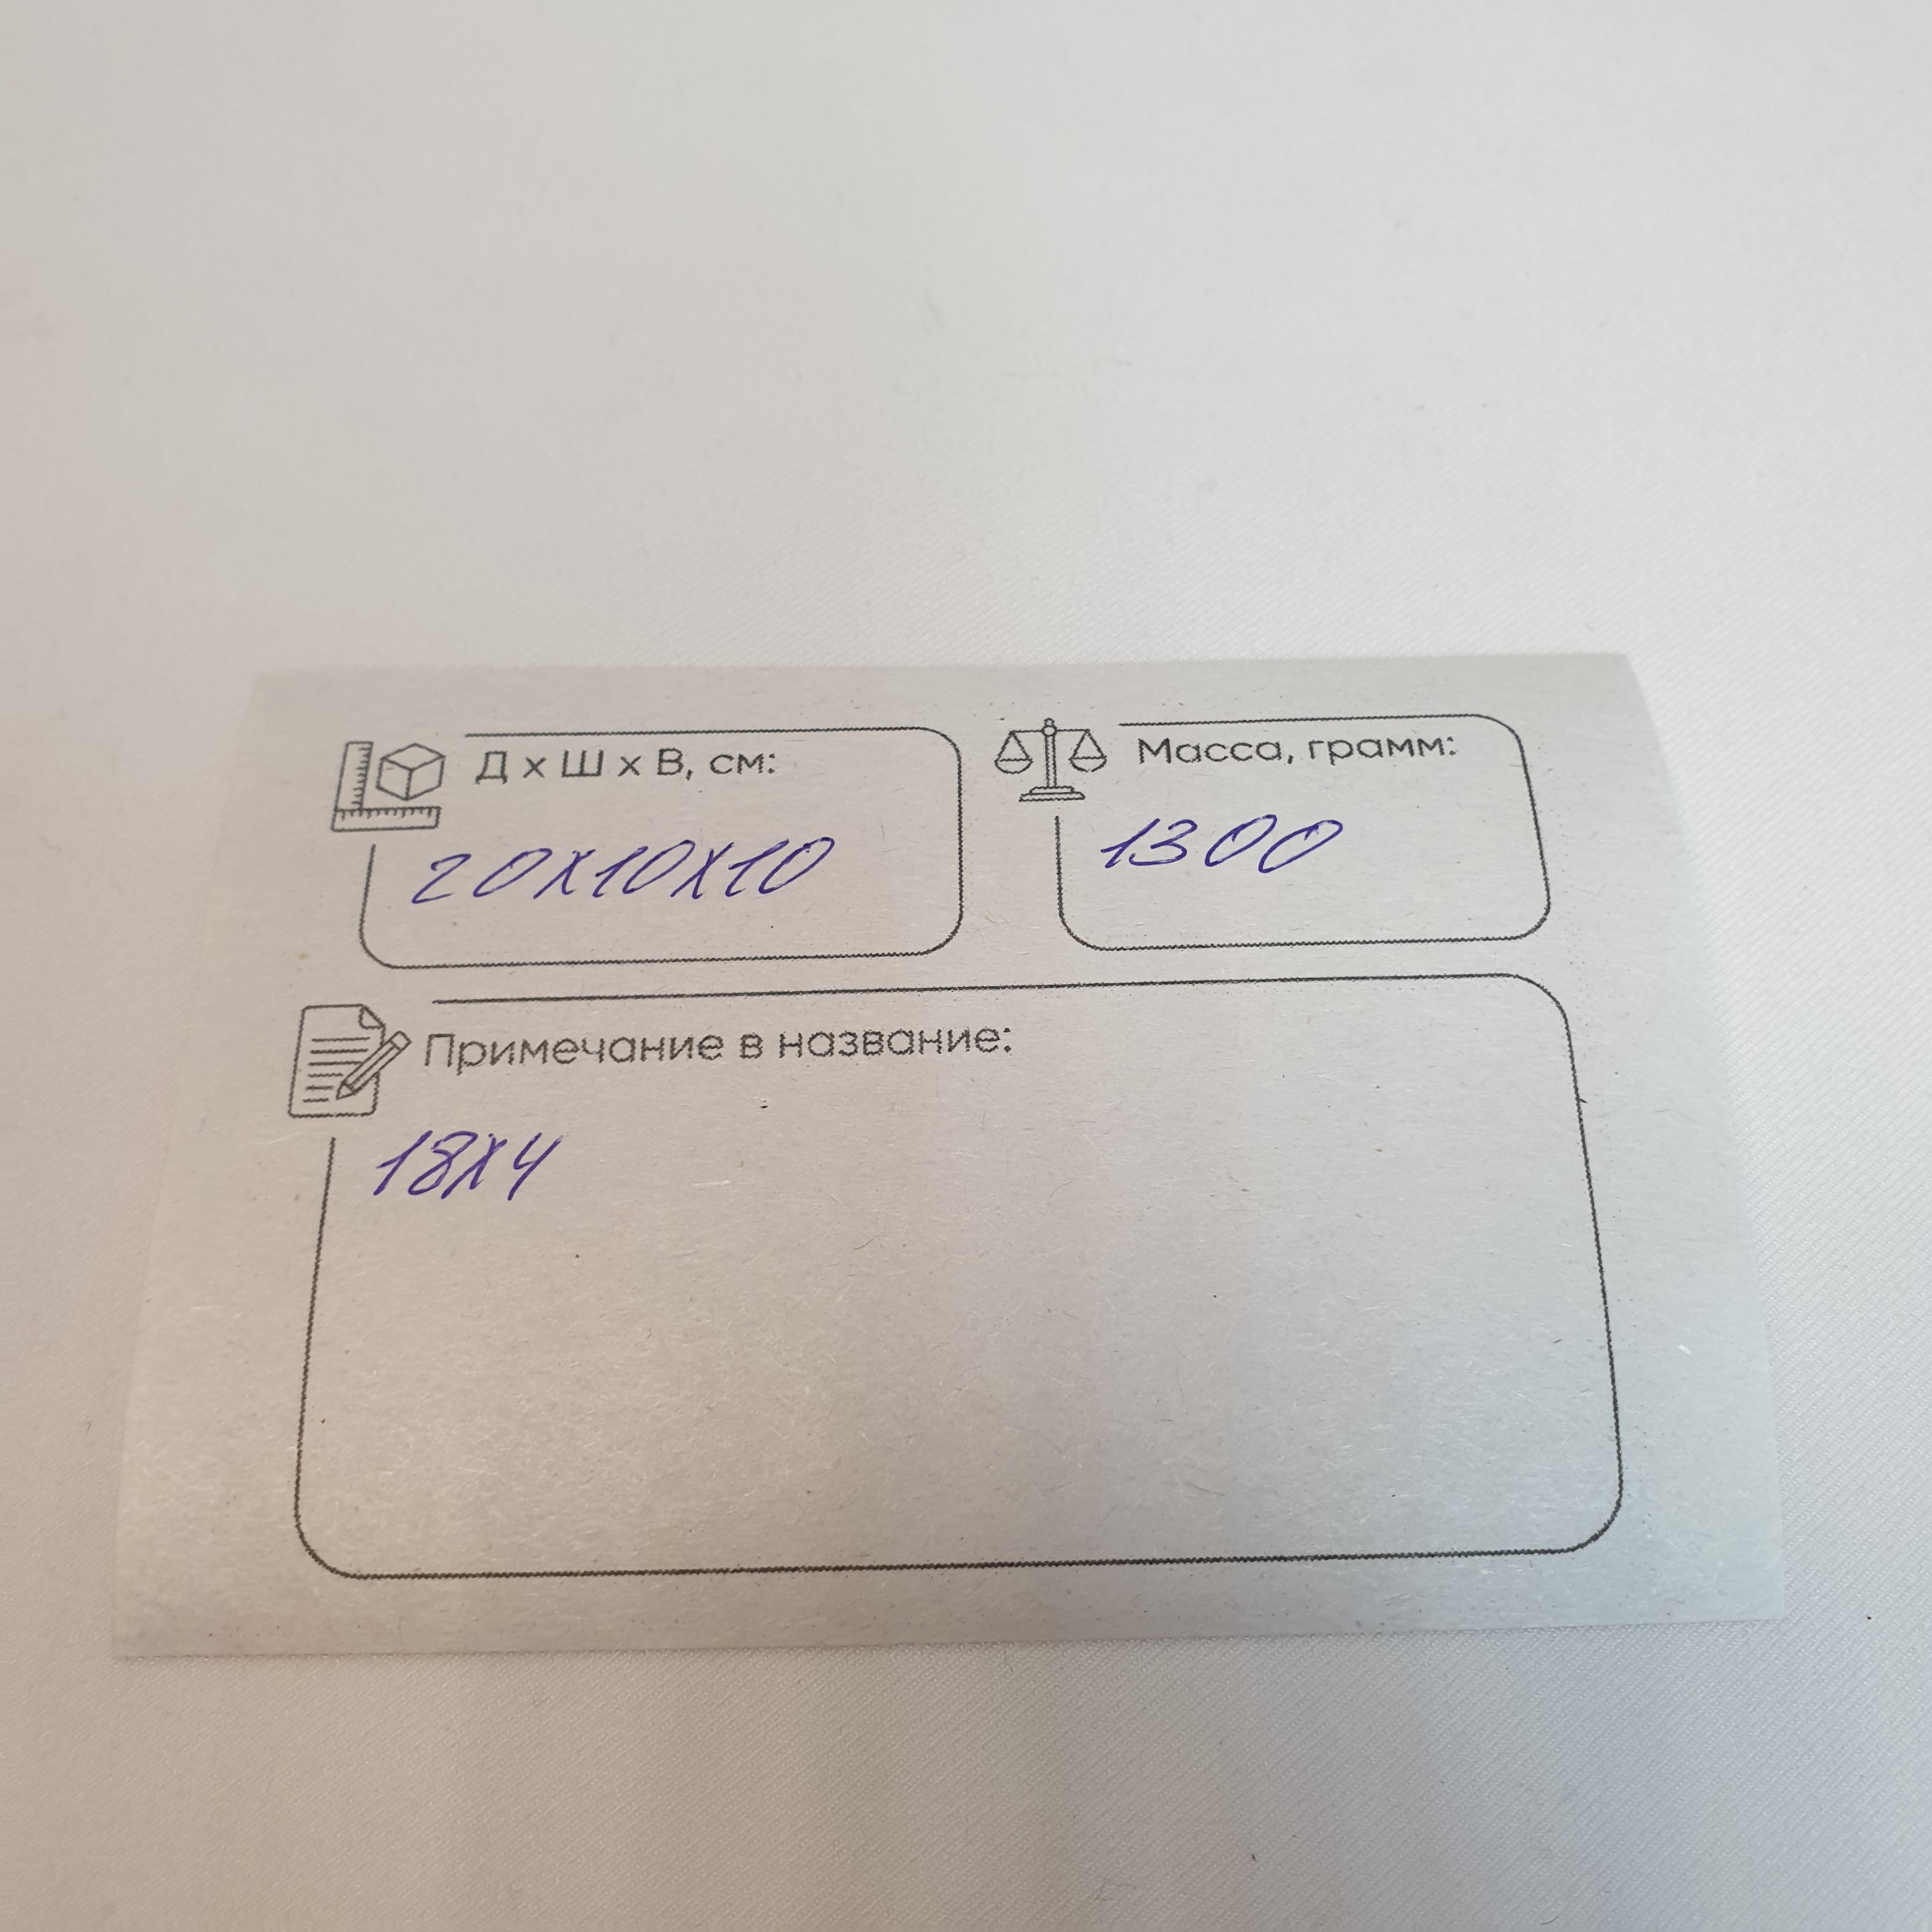 Д х Ш х В, см:
20х10х10
Масса, грамм:
1300
Примечание в название:
18х4